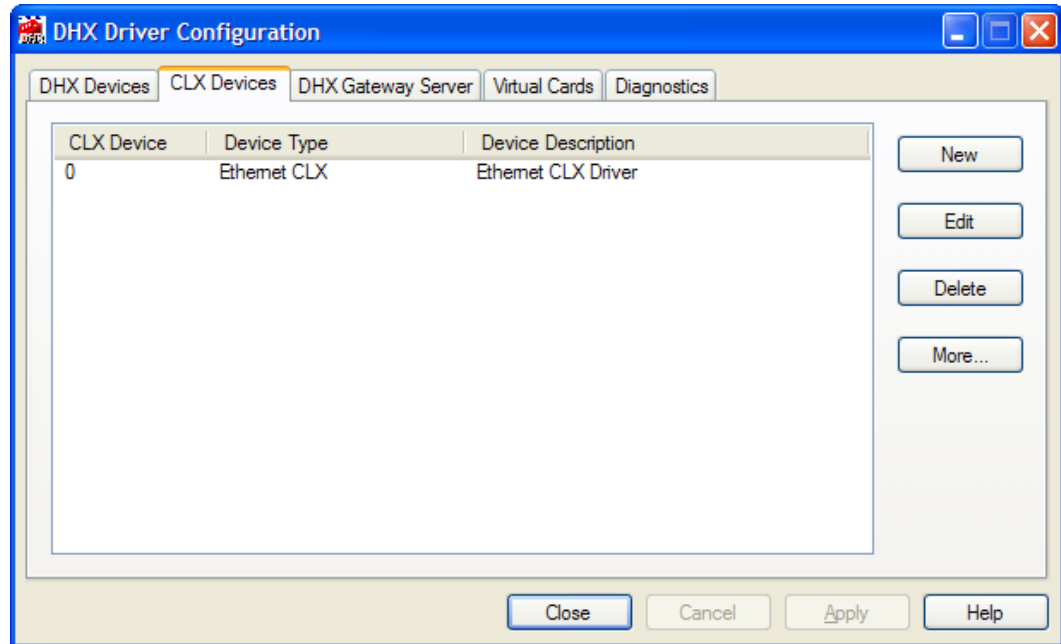 DHX Driver Configuration
DHX Devices CLX Devices DHX Gateway Server Virtual Cards Diagnostics
CLX Device Device Type Device Description
0 Ethernet CLX Ethernet CLX Driver
New
Edit
Delete
More...
Close Cancel Apply Help